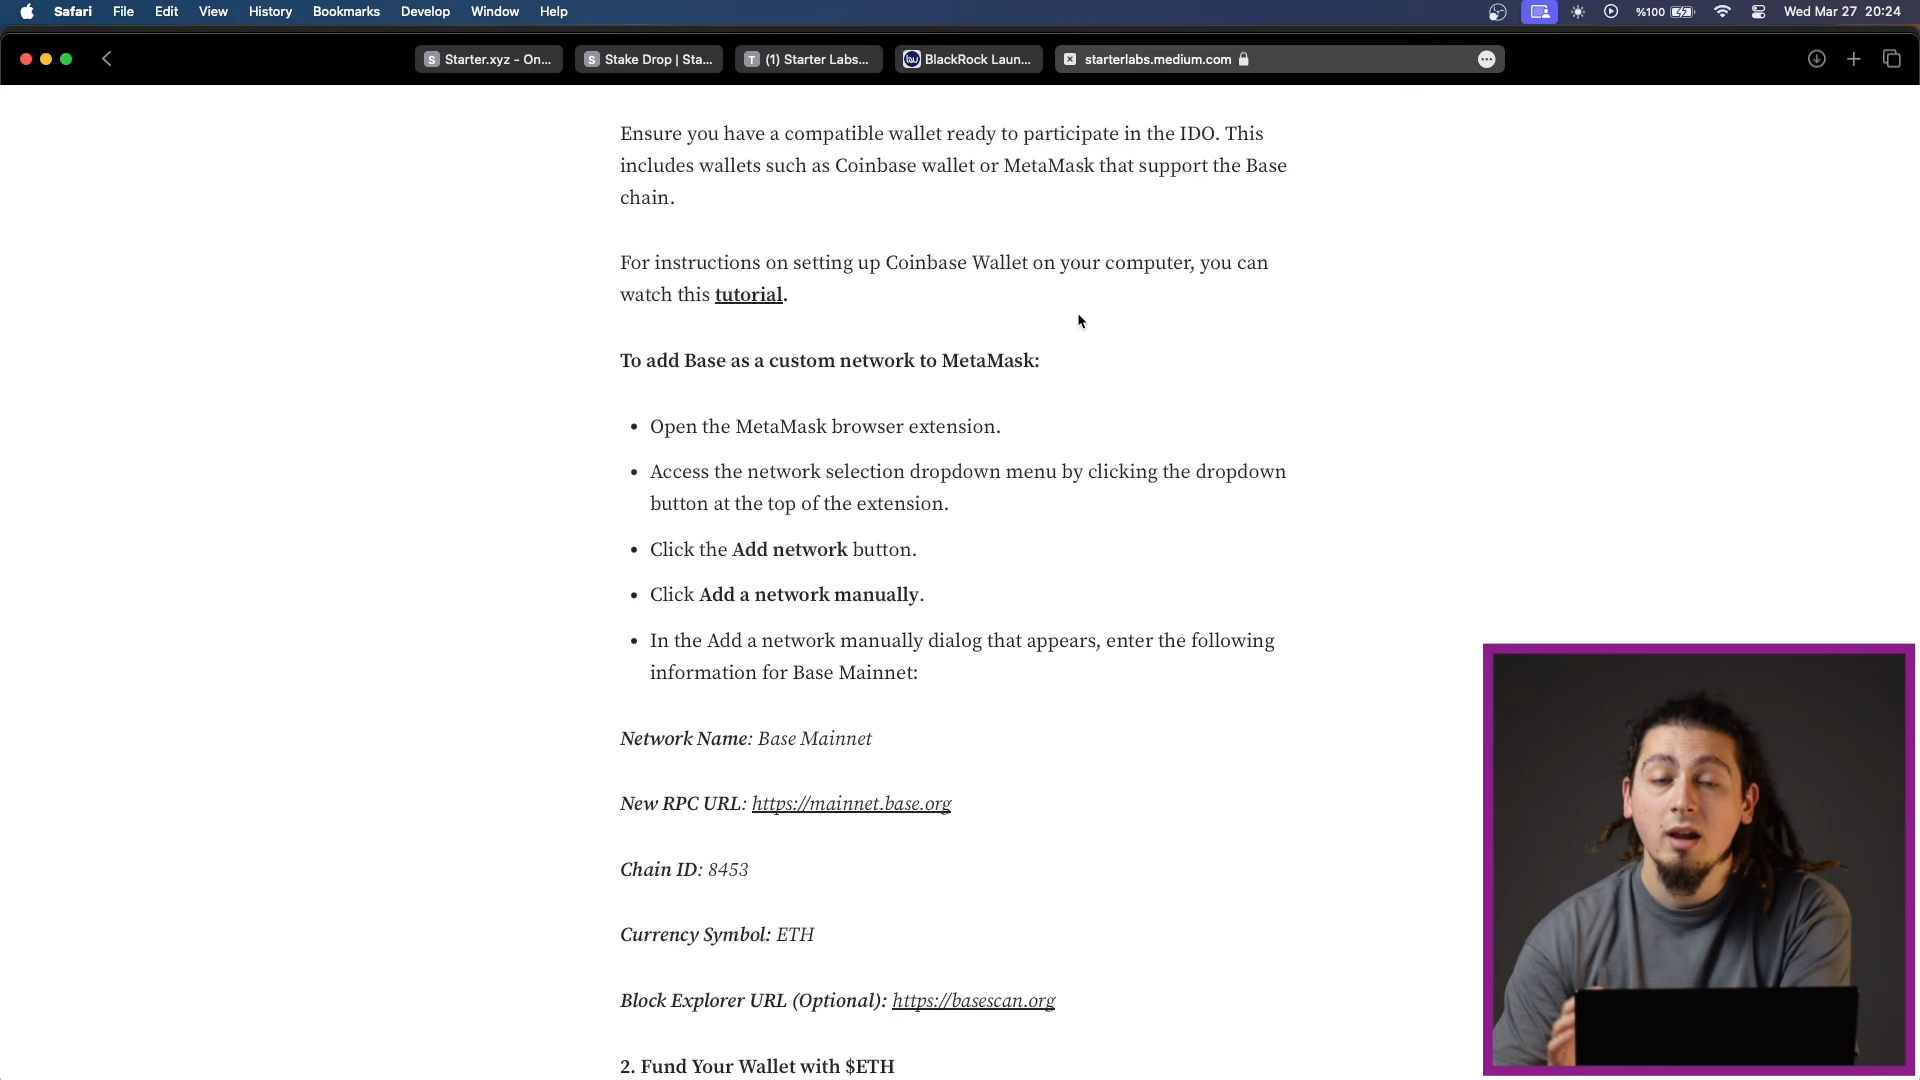 Safari File Edit View History Bookmarks Develop Window Help %100 Wed Mar 27 20:24
S Starter.xyz - On... S Stake Drop | Sta... T (1) Starter Labs... BlackRock Laun... starterlabs.medium.com
Ensure you have a compatible wallet ready to participate in the IDO. This
includes wallets such as Coinbase wallet or MetaMask that support the Base
chain.
For instructions on setting up Coinbase Wallet on your computer, you can
watch this tutorial.
To add Base as a custom network to MetaMask:
• Open the MetaMask browser extension.
• Access the network selection dropdown menu by clicking the dropdown
button at the top of the extension.
• Click the Add network button.
• Click Add a network manually.
• In the Add a network manually dialog that appears, enter the following
information for Base Mainnet:
Network Name: Base Mainnet
New RPC URL: https://mainnet.base.org
Chain ID: 8453
Currency Symbol: ETH
Block Explorer URL (Optional): https://basescan.org
2. Fund Your Wallet with $ETH